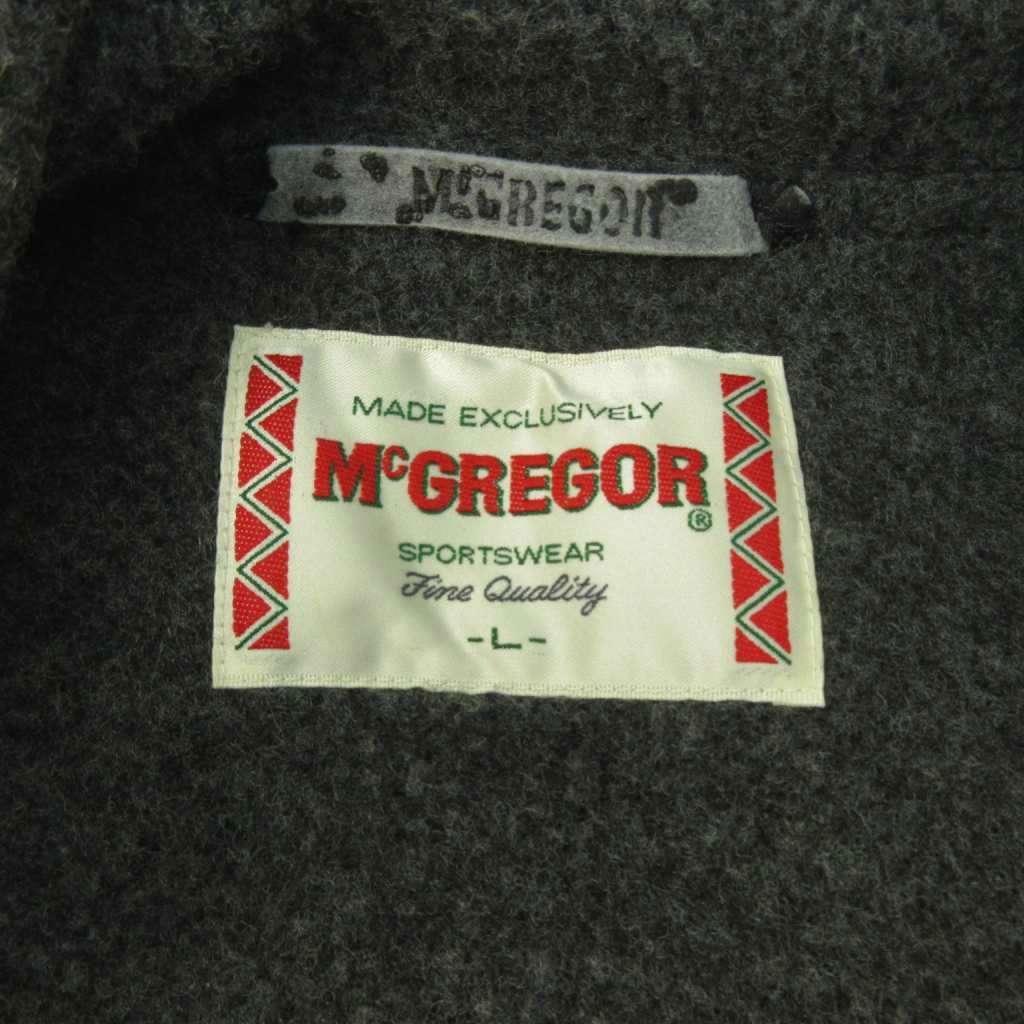 McGREGOR
MADE EXCLUSIVELY
McGREGOR
®
SPORTSWEAR
Fine Quality
-L-